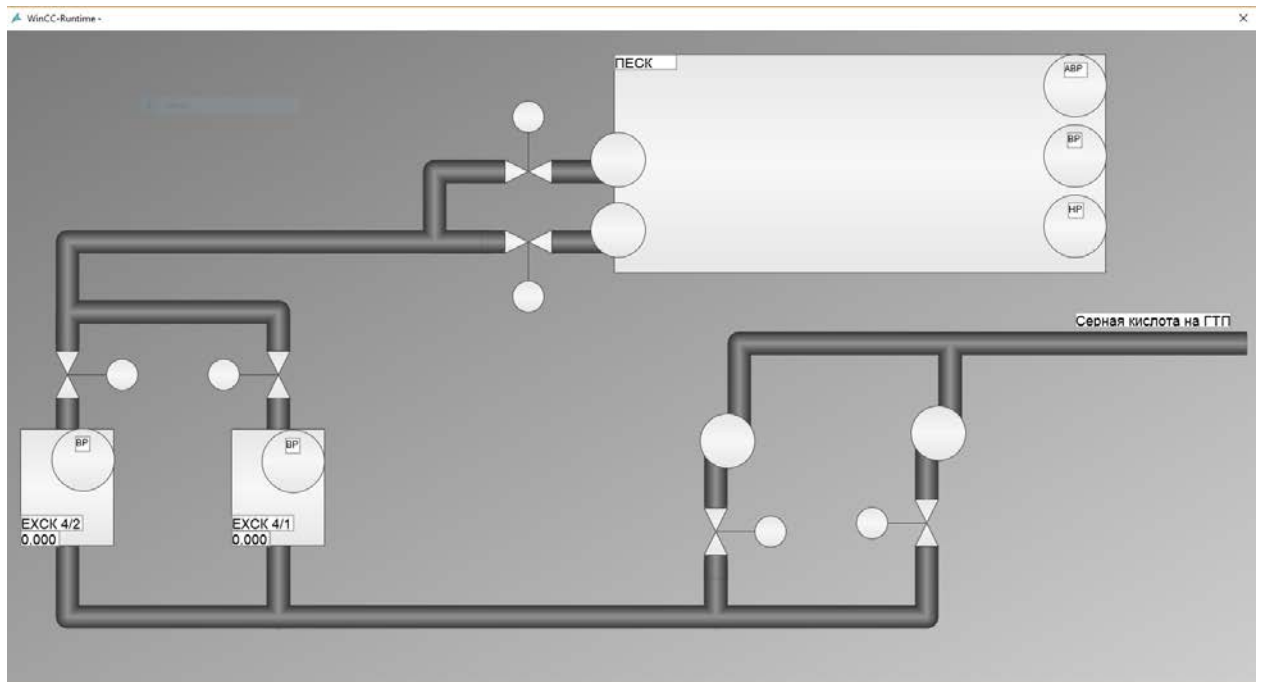 WinCC-Runtime -
ПЕСК
АВР
ВР
НР
Серная кислота на ГТП
ВР
ЕХСК 4/2
0.000
ВР
ЕХСК 4/1
0.000